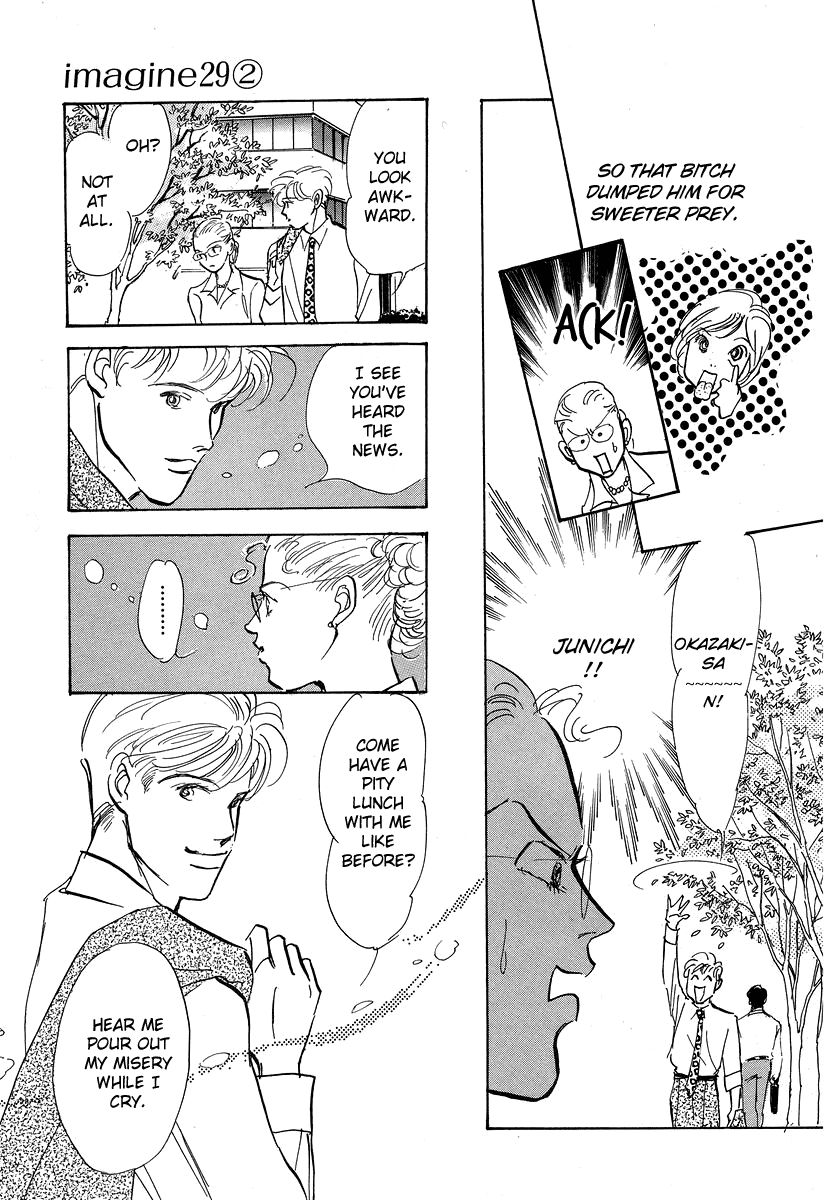 SO THAT BITCH
DUMPED HIM FOR
SWEETER PREY.
ACK!
OKAZAKI-
SA
~~~~~~
N!
JUNICHI
!!
imagine29②
YOU
LOOK
AWK-
WARD.
OH?
NOT
AT
ALL.
I SEE
YOU'VE
HEARD
THE
NEWS.
.........
COME
HAVE A
PITY
LUNCH
WITH ME
LIKE
BEFORE?
HEAR ME
POUR OUT
MY MISERY
WHILE I
CRY.